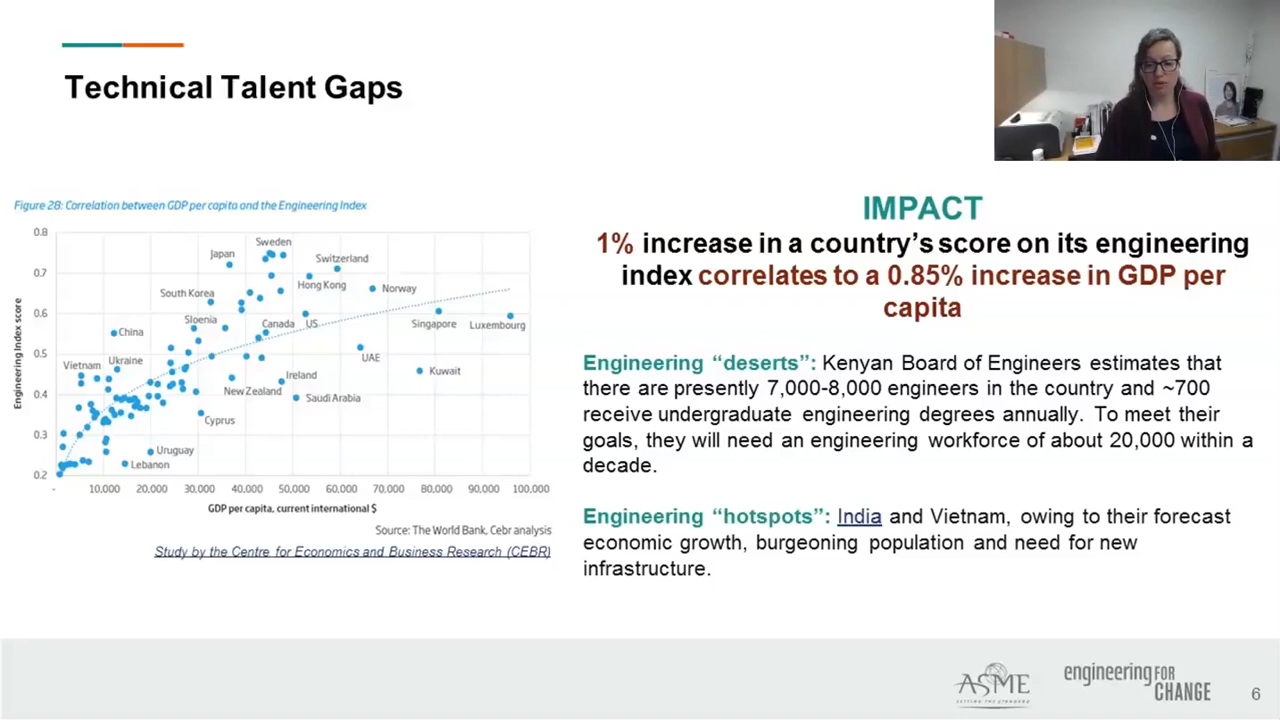 Technical Talent Gaps
Figure 28: Correlation between GDP per capita and the Engineering Index
0.8
0.7
0.6
0.5
0.4
0.3
0.2
Engineering Index score
Sweden
Japan
Switzerland
Hong Kong
Norway
South Korea
Sloenia
Canada
US
Singapore
Luxembourg
China
UAE
Vietnam
Ukraine
Kuwait
Ireland
New Zealand
Saudi Arabia
Cyprus
Uruguay
Lebanon
-
10,000
20,000
30,000
40,000
50,000
60,000
70,000
80,000
90,000
100,000
GDP per capita, current international $
Source: The World Bank, Cebr analysis
Study by the Centre for Economics and Business Research (CEBR)
IMPACT
1% increase in a country's score on its engineering
index correlates to a 0.85% increase in GDP per
capita
Engineering “deserts”: Kenyan Board of Engineers estimates that
there are presently 7,000-8,000 engineers in the country and ~700
receive undergraduate engineering degrees annually. To meet their
goals, they will need an engineering workforce of about 20,000 within a
decade.
Engineering “hotspots”: India and Vietnam, owing to their forecast
economic growth, burgeoning population and need for new
infrastructure.
ASME
SETTING THE STANDARD
engineering FOR
CHANGE
6